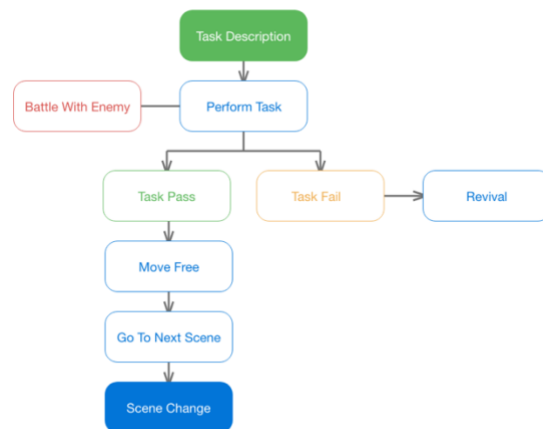 Task Description
Battle With Enemy
Perform Task
Task Pass
Task Fail
Revival
Move Free
Go To Next Scene
Scene Change